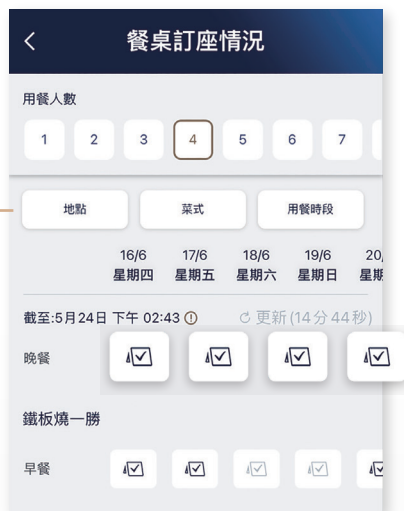 餐桌訂座情況
用餐人數
1 2 3 4 5 6 7
地點 菜式 用餐時段
16/6 17/6 18/6 19/6 20/
星期四 星期五 星期六 星期日 星期
截至:5月24日 下午 02:43 更新(14分44秒)
晚餐
鐵板燒一勝
早餐